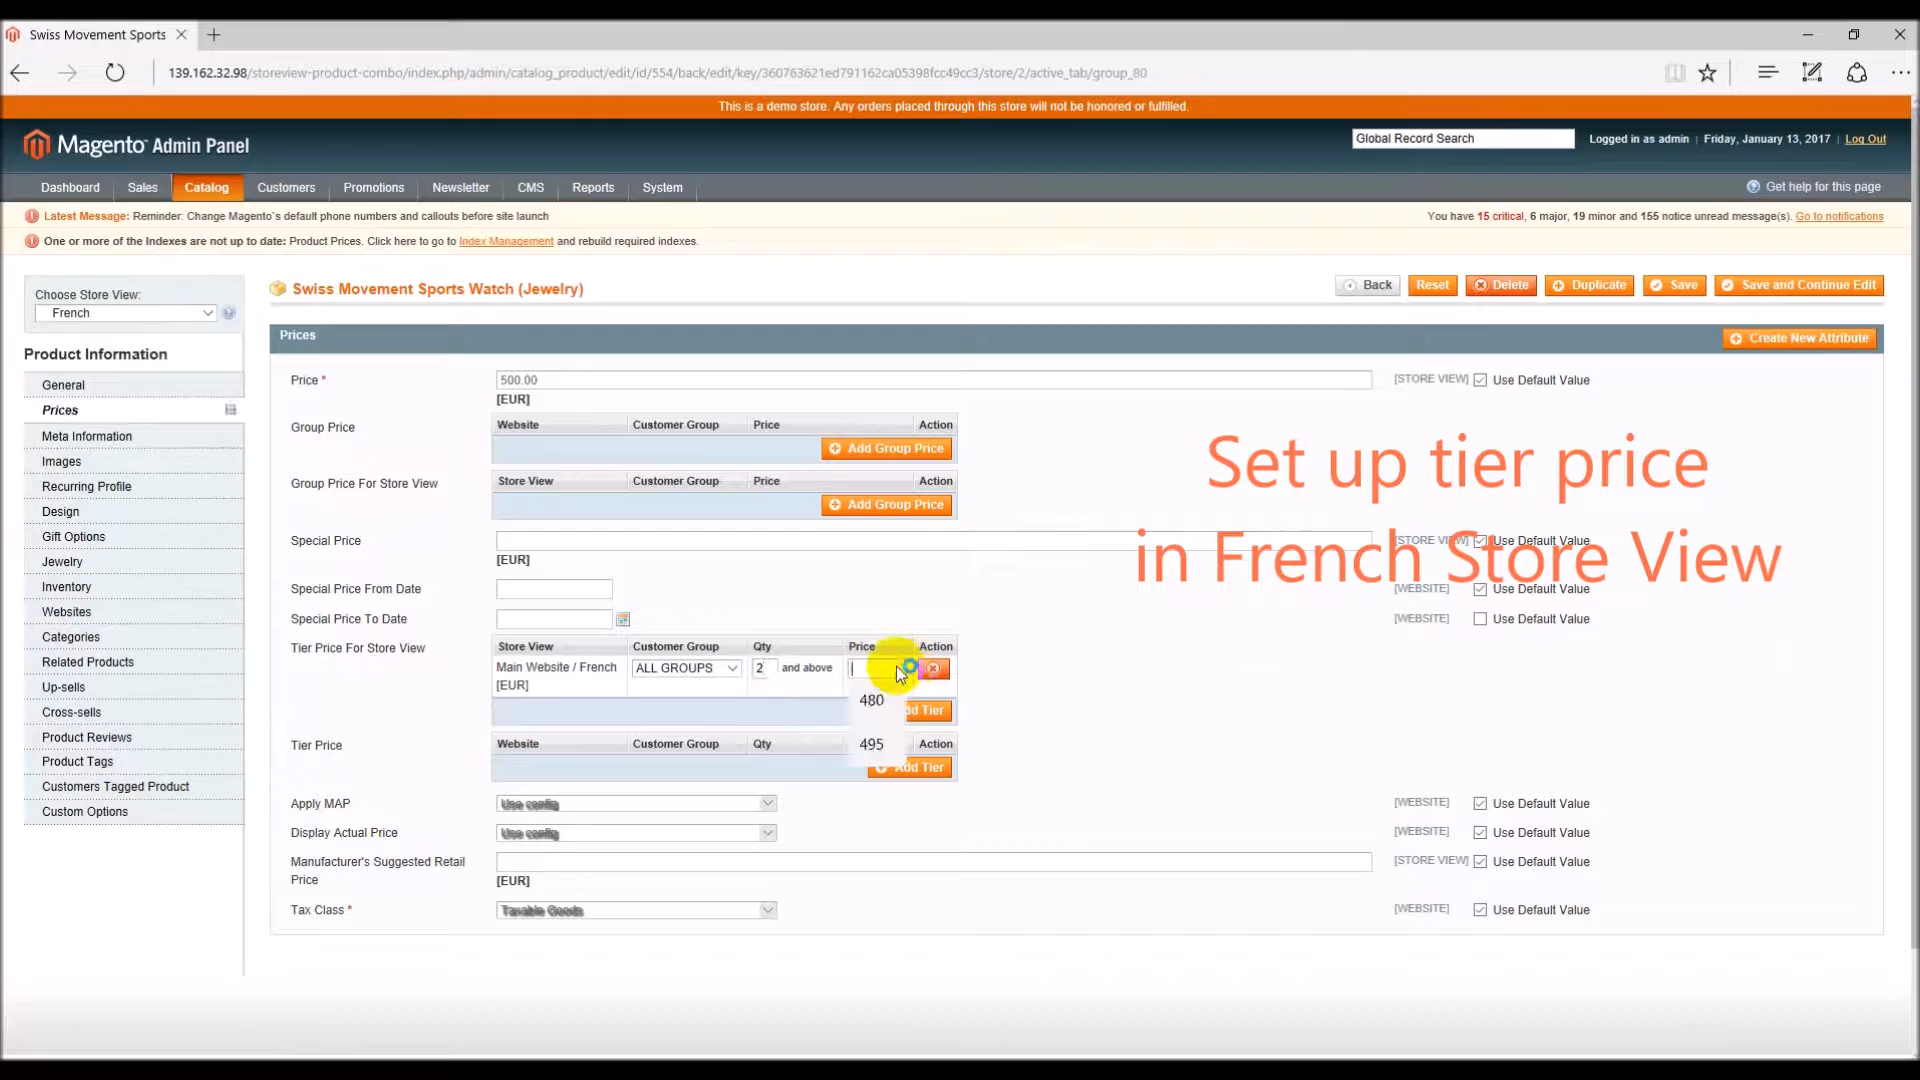 Swiss Movement Sports
139.162.32.98/storeview-product-combo/index.php/admin/catalog_product/edit/id/554/back/edit/key/360763621ed791162ca05398fcc49cc3/store/2/active_tab/group_80
This is a demo store. Any orders placed through this store will not be honored or fulfilled.
Magento Admin Panel
Global Record Search
Logged in as admin | Friday, January 13, 2017 | Log Out
Dashboard Sales Catalog Customers Promotions Newsletter CMS Reports System
Get help for this page
Latest Message: Reminder: Change Magento`s default phone numbers and callouts before site launch
You have 15 critical, 6 major, 19 minor and 155 notice unread message(s). Go to notifications
One or more of the Indexes are not up to date: Product Prices. Click here to go to Index Management and rebuild required indexes.
Choose Store View:
French
Product Information
General
Prices
Meta Information
Images
Recurring Profile
Design
Gift Options
Jewelry
Inventory
Websites
Categories
Related Products
Up-sells
Cross-sells
Product Reviews
Product Tags
Customers Tagged Product
Custom Options
Swiss Movement Sports Watch (Jewelry)
Back Reset Delete Duplicate Save Save and Continue Edit
Prices
Create New Attribute
Price * 500.00 [STORE VIEW] Use Default Value
[EUR]
Group Price Website Customer Group Price Action
Add Group Price
Group Price For Store View Store View Customer Group Price Action
Add Group Price
Set up tier price
in French Store View
Special Price [STORE VIEW] Use Default Value
[EUR]
Special Price From Date [WEBSITE] Use Default Value
Special Price To Date [WEBSITE] Use Default Value
Tier Price For Store View Store View Customer Group Qty Price Action
Main Website / French ALL GROUPS 2 and above
[EUR]
480
Tier
495
Tier Price Website Customer Group Qty Action
Add Tier
Apply MAP Use config [WEBSITE] Use Default Value
Display Actual Price Use config [WEBSITE] Use Default Value
Manufacturer's Suggested Retail [STORE VIEW] Use Default Value
Price
[EUR]
Tax Class * Taxable Goods [WEBSITE] Use Default Value